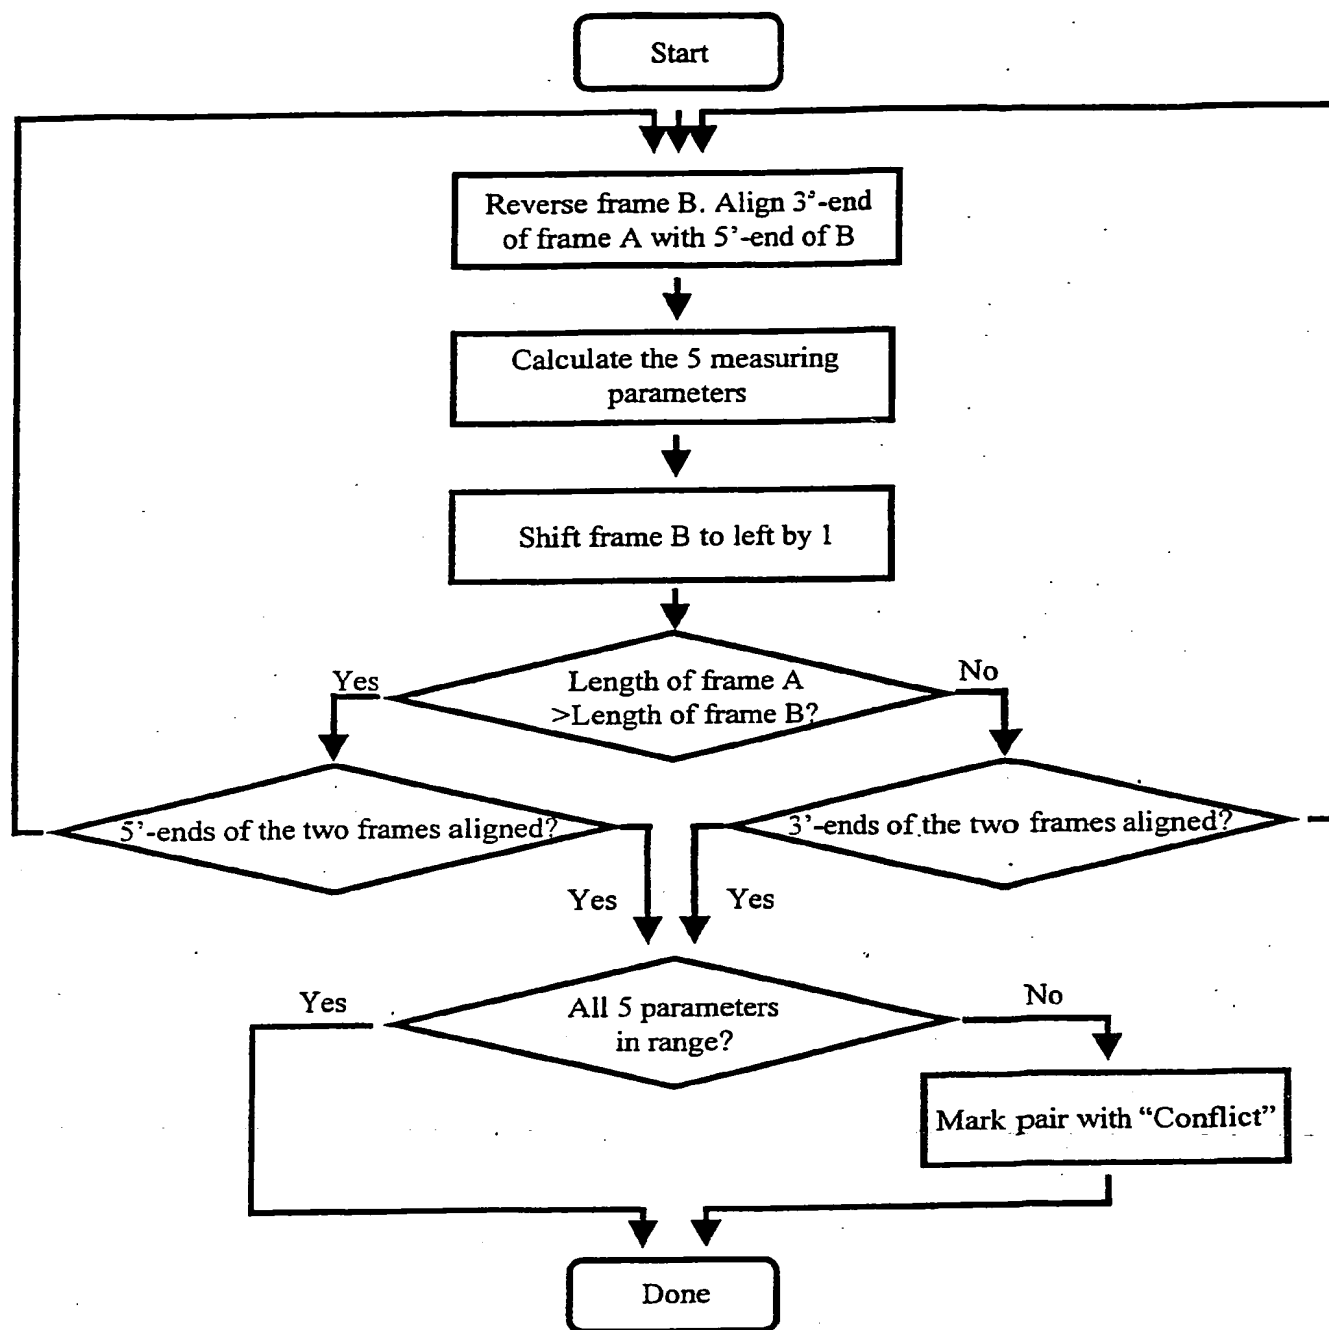 Start
Reverse frame B. Align 3’-end
of frame A with 5’-end of B
Calculate the 5 measuring
parameters
Shift frame B to left by 1
Yes
Length of frame A
>Length of frame B?
No
5’-ends of the two frames aligned?
3’-ends of the two frames aligned?
Yes
Yes
Yes
All 5 parameters
in range?
No
Mark pair with “Conflict”
Done